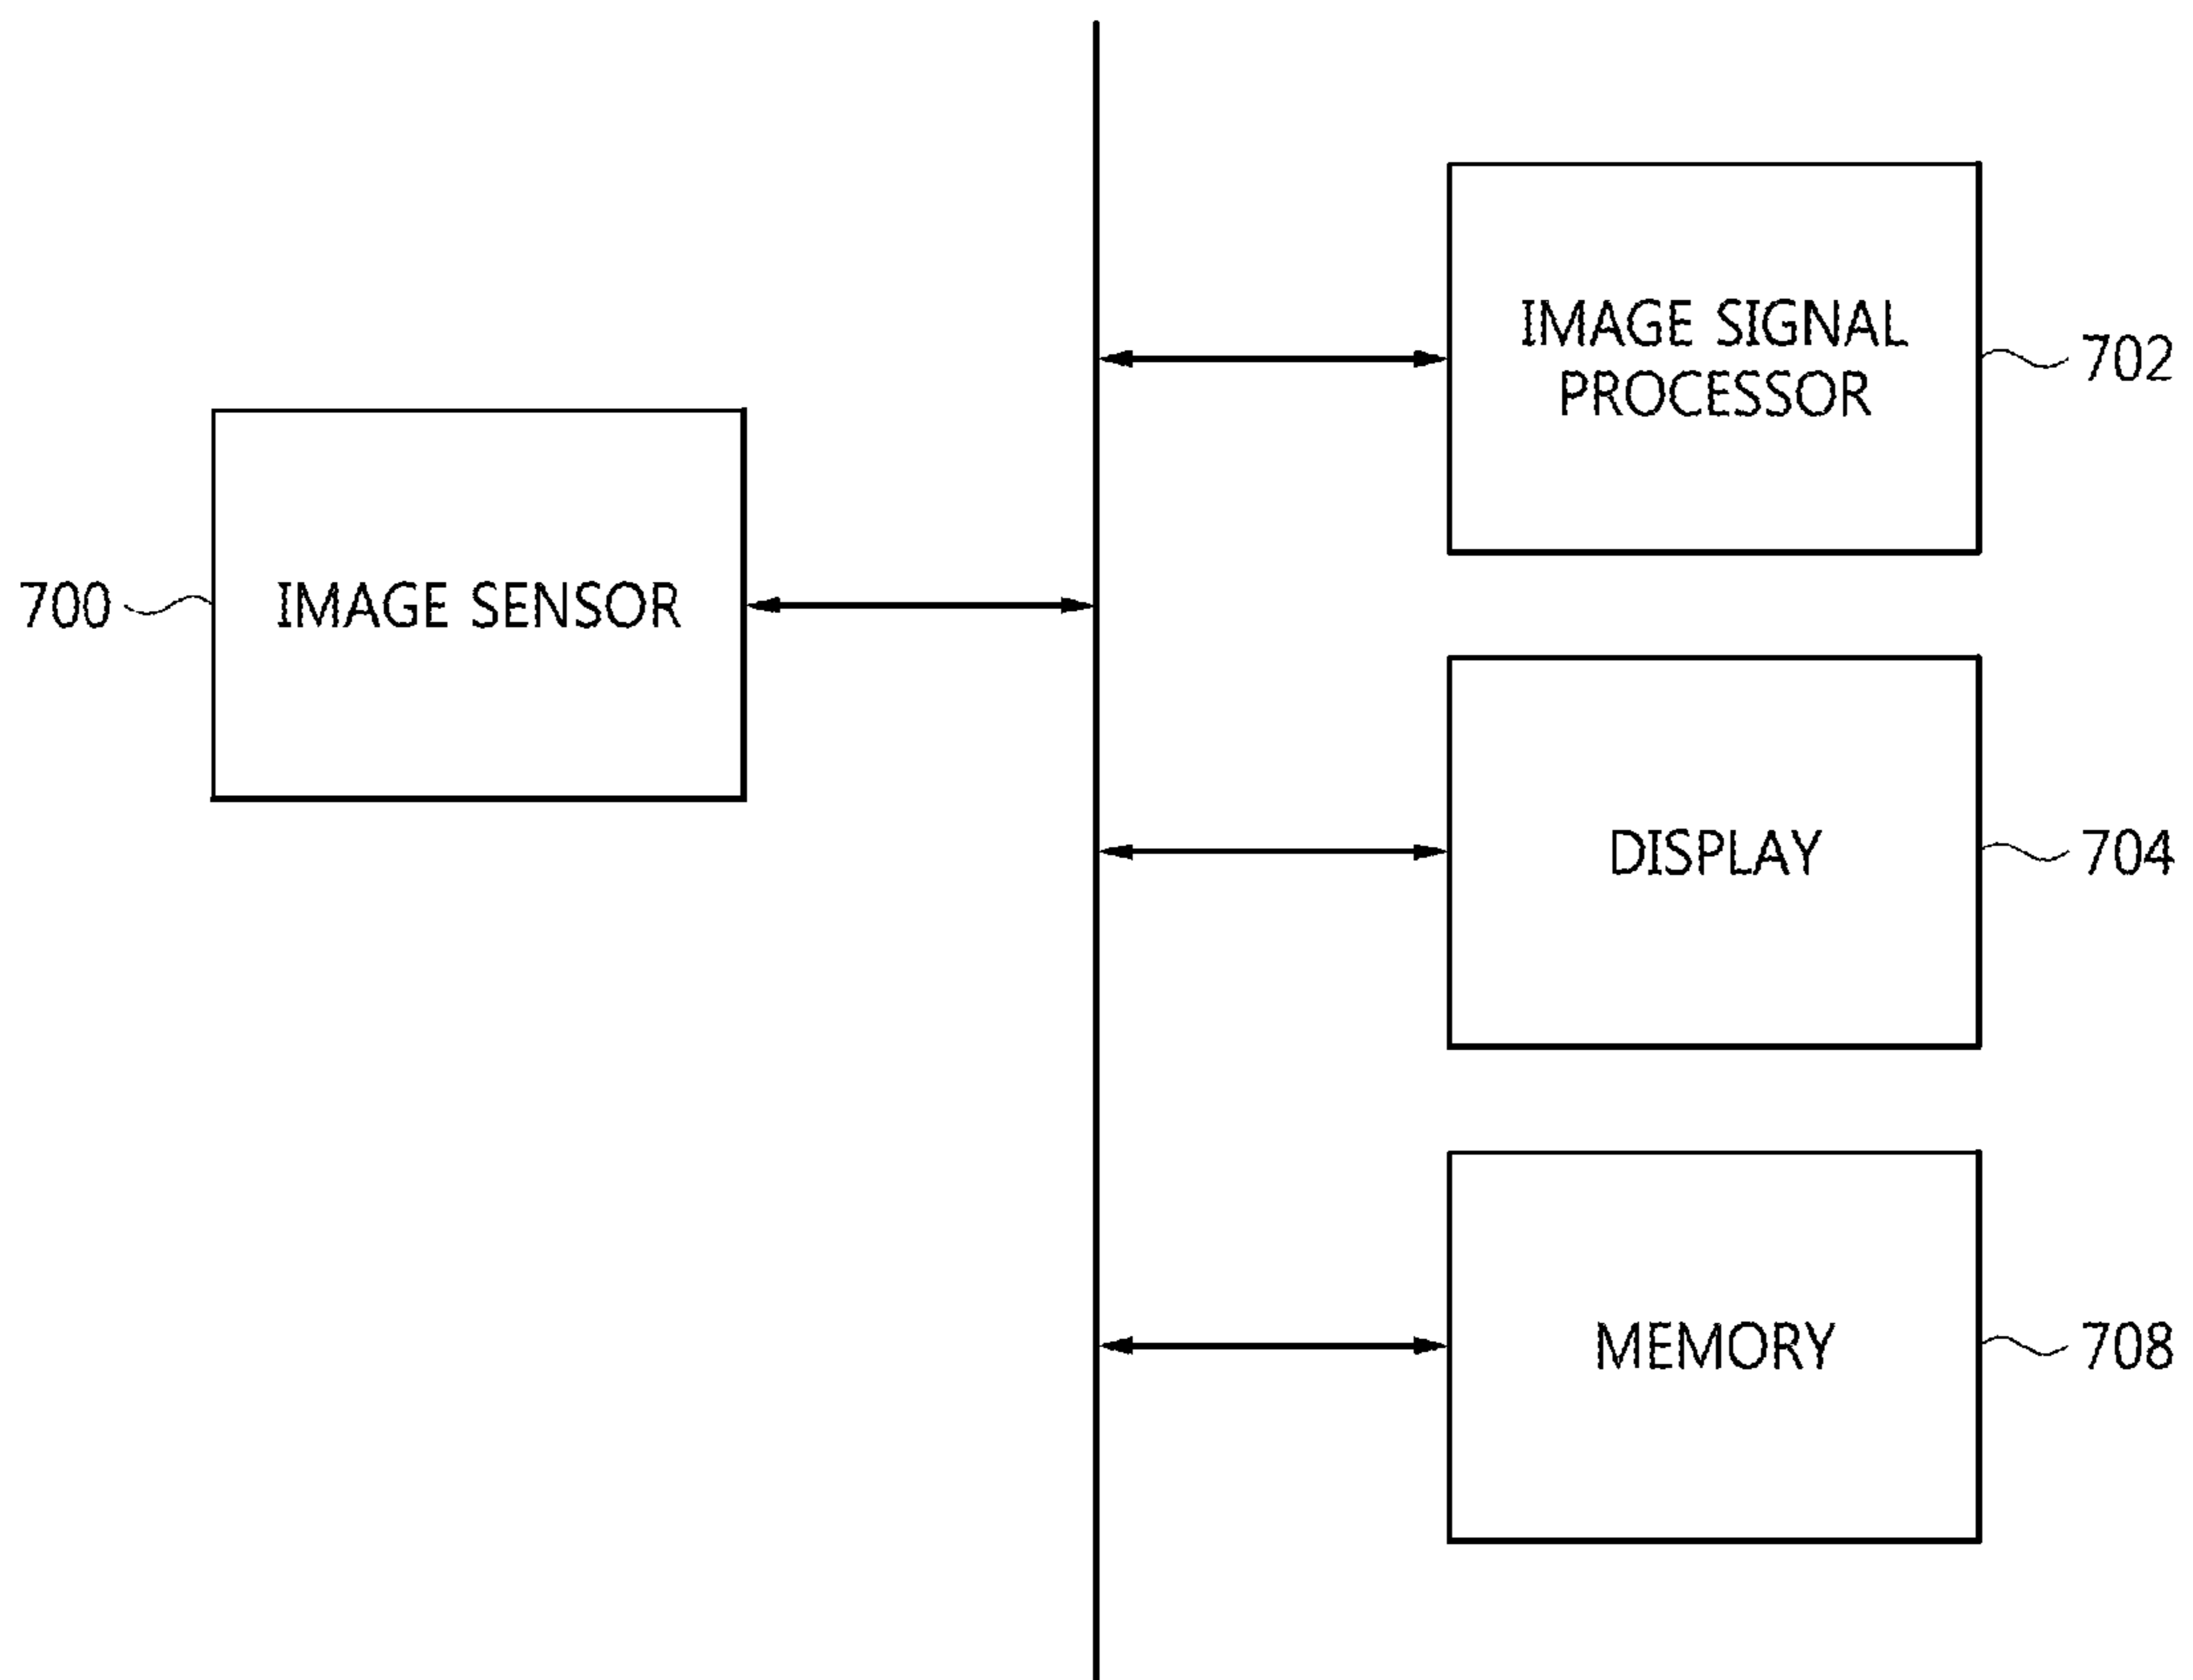 IMAGE SIGNAL
PROCESSOR
702
700
IMAGE SENSOR
DISPLAY
704
MEMORY
708